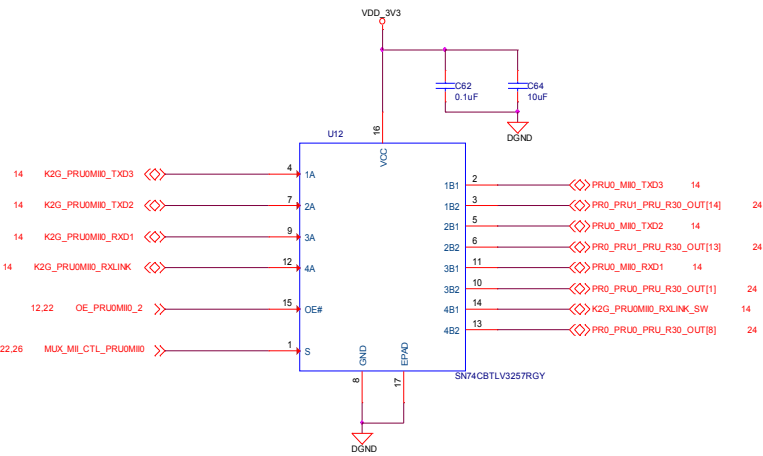 VDD_3V3
C62
0.1uF
C64
10uF
DGND
U12
16
VCC
14 K2G_PRU0MII0_TXD3 4 1A
14 K2G_PRU0MII0_TXD2 7 2A
14 K2G_PRU0MII0_RXD1 9 3A
14 K2G_PRU0MII0_RXLINK 12 4A
12,22 OE_PRU0MII0_2 15 OE#
22,26 MUX_MII_CTL_PRU0MII0 1 S
1B1 2 PRU0_MII0_TXD3 14
1B2 3 PR0_PRU1_PRU_R30_OUT[14] 24
2B1 5 PRU0_MII0_TXD2 14
2B2 6 PR0_PRU1_PRU_R30_OUT[13] 24
3B1 11 PRU0_MII0_RXD1 14
3B2 10 PR0_PRU0_PRU_R30_OUT[1] 24
4B1 14 K2G_PRU0MII0_RXLINK_SW 14
4B2 13 PR0_PRU0_PRU_R30_OUT[8] 24
GND
EPAD
8
17
SN74CBTLV3257RGY
DGND